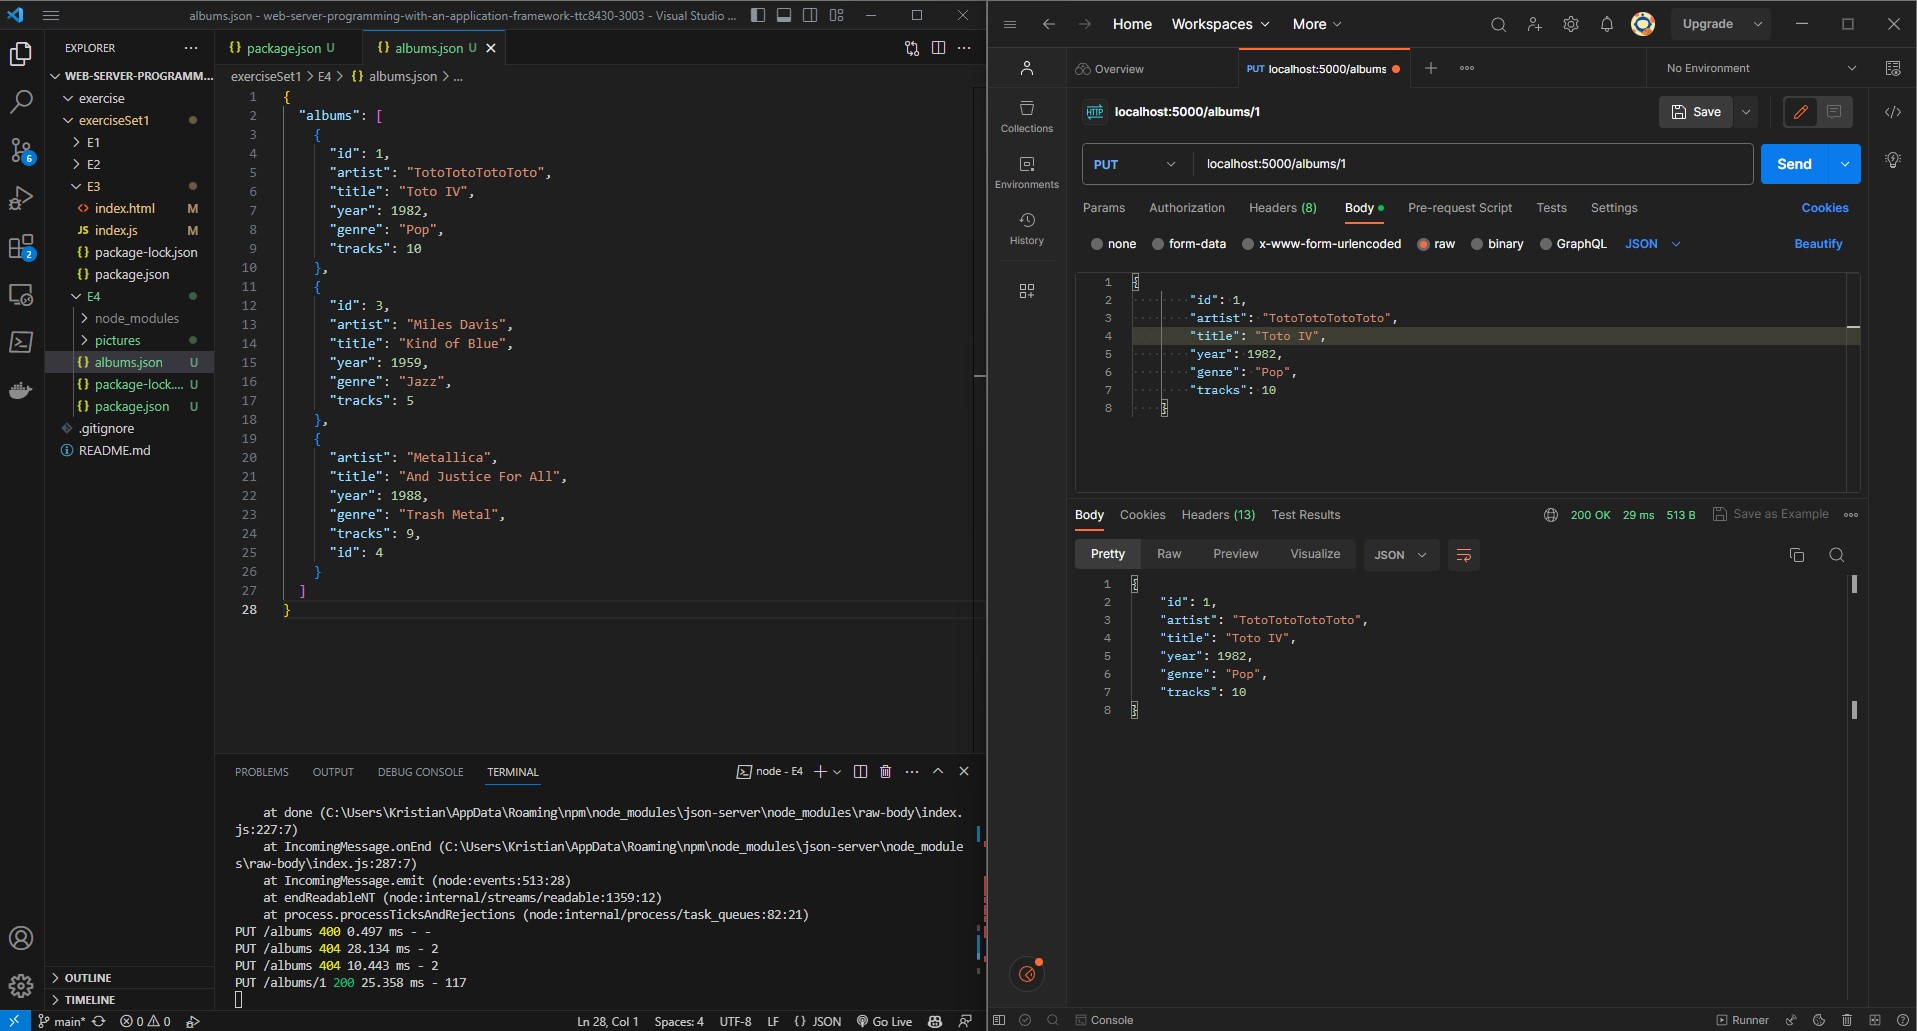 albums.json - web-server-programming-with-an-application-framework-ttc8430-3003 - Visual Studio ...
EXPLORER
WEB-SERVER-PROGRAMM...
exercise
exerciseSet1
E1
E2
E3
index.html M
JS index.js M
package-lock.json
package.json
E4
node_modules
pictures
albums.json U
package-lock.... U
package.json U
.gitignore
README.md
OUTLINE
TIMELINE
6
2
{} package.json U
{} albums.json U
exerciseSet1 > E4 > {} albums.json > ...
1 {
2 "albums": [
3 {
4 "id": 1,
5 "artist": "TotoTotoTotoToto",
6 "title": "Toto IV",
7 "year": 1982,
8 "genre": "Pop",
9 "tracks": 10
10 },
11 {
12 "id": 3,
13 "artist": "Miles Davis",
14 "title": "Kind of Blue",
15 "year": 1959,
16 "genre": "Jazz",
17 "tracks": 5
18 },
19 {
20 "artist": "Metallica",
21 "title": "And Justice For All",
22 "year": 1988,
23 "genre": "Trash Metal",
24 "tracks": 9,
25 "id": 4
26 }
27 ]
28 }
PROBLEMS OUTPUT DEBUG CONSOLE TERMINAL
node - E4
at done (C:\Users\Kristian\AppData\Roaming\npm\node_modules\json-server\node_modules\raw-body\index.
js:227:7)
at IncomingMessage.onEnd (C:\Users\Kristian\AppData\Roaming\npm\node_modules\json-server\node_module
s\raw-body\index.js:287:7)
at IncomingMessage.emit (node:events:513:28)
at endReadableNT (node:internal/streams/readable:1359:12)
at process.processTicksAndRejections (node:internal/process/task_queues:82:21)
PUT /albums 400 0.497 ms - -
PUT /albums 404 28.134 ms - 2
PUT /albums 404 10.443 ms - 2
PUT /albums/1 200 25.358 ms - 117
main* 0 0
Ln 28, Col 1 Spaces: 4 UTF-8 LF {} JSON Go Live
Home Workspaces More
Upgrade
Overview
PUT localhost:5000/albums
No Environment
Collections
Environments
History
HTTP localhost:5000/albums/1
Save
PUT localhost:5000/albums/1
Send
Params Authorization Headers (8) Body Pre-request Script Tests Settings
Cookies
none form-data x-www-form-urlencoded raw binary GraphQL JSON
Beautify
1 {
2 "id": 1,
3 "artist": "TotoTotoTotoToto",
4 "title": "Toto IV",
5 "year": 1982,
6 "genre": "Pop",
7 "tracks": 10
8 }
Body Cookies Headers (13) Test Results
200 OK 29 ms 513 B
Save as Example
Pretty Raw Preview Visualize
JSON
1 {
2 "id": 1,
3 "artist": "TotoTotoTotoToto",
4 "title": "Toto IV",
5 "year": 1982,
6 "genre": "Pop",
7 "tracks": 10
8 }
Console
Runner